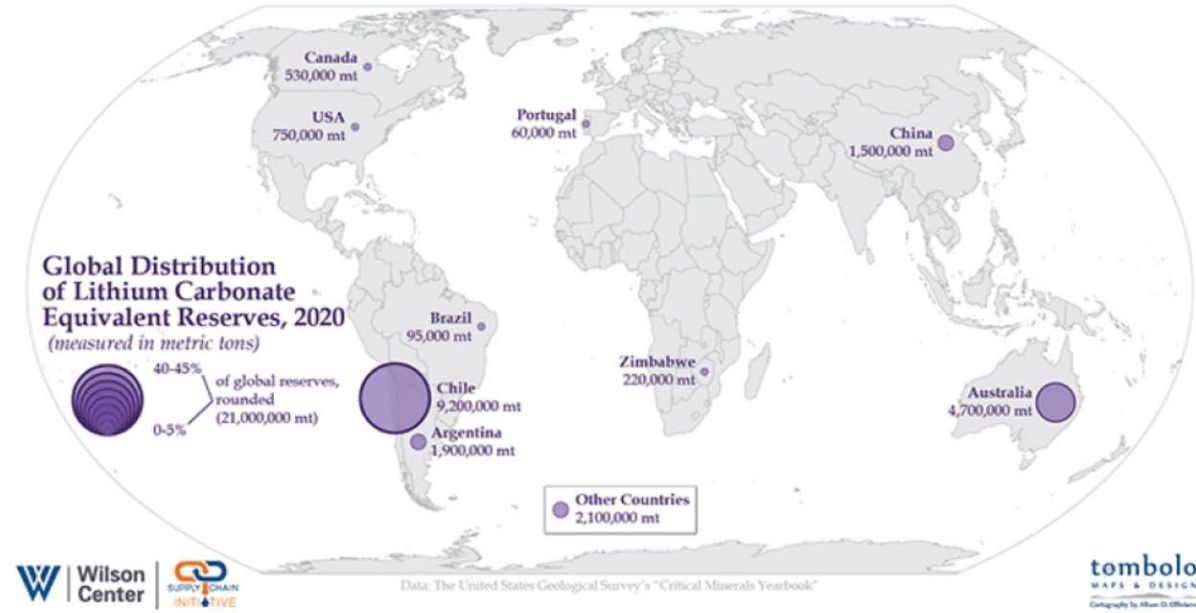 Canada
530,000 mt
USA
750,000 mt
Portugal
60,000 mt
China
1,500,000 mt
Global Distribution
of Lithium Carbonate
Equivalent Reserves, 2020
(measured in metric tons)
40-45%
of global reserves,
rounded
(21,000,000 mt)
0-5%
Brazil
95,000 mt
Chile
9,200,000 mt
Argentina
1,900,000 mt
Zimbabwe
220,000 mt
Australia
4,700,000 mt
Other Countries
2,100,000 mt
W
Wilson
Center
SUPPLY CHAIN
INITIATIVE
Data: The United States Geological Survey's "Critical Minerals Yearbook"
tombolo
MAPS & DESIGN
Cartography by